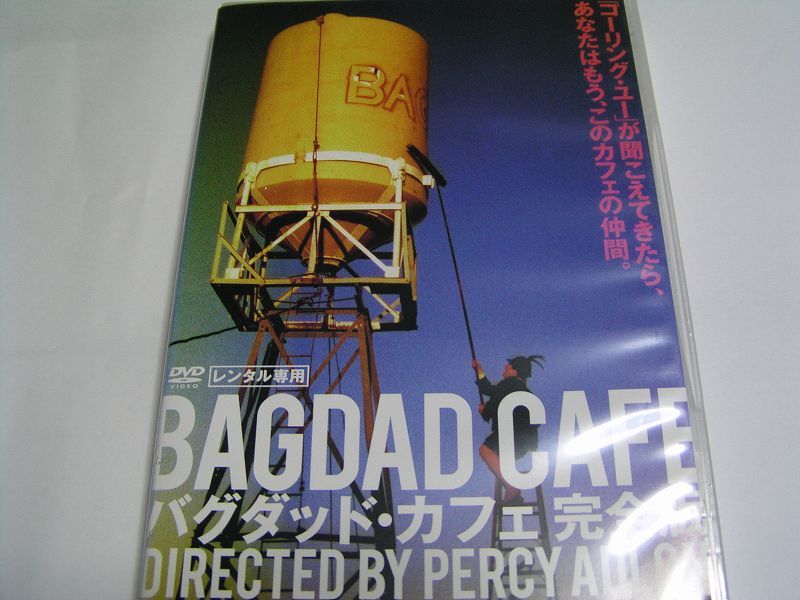 「コーリング・ユー」が聞こえてきたら、
あなたはもう、このカフェの仲間。
BAG
DVD
VIDEO
レンタル専用
BAGDAD CAFE
バグダッド・カフェ 完全版
DIRECTED BY PERCY